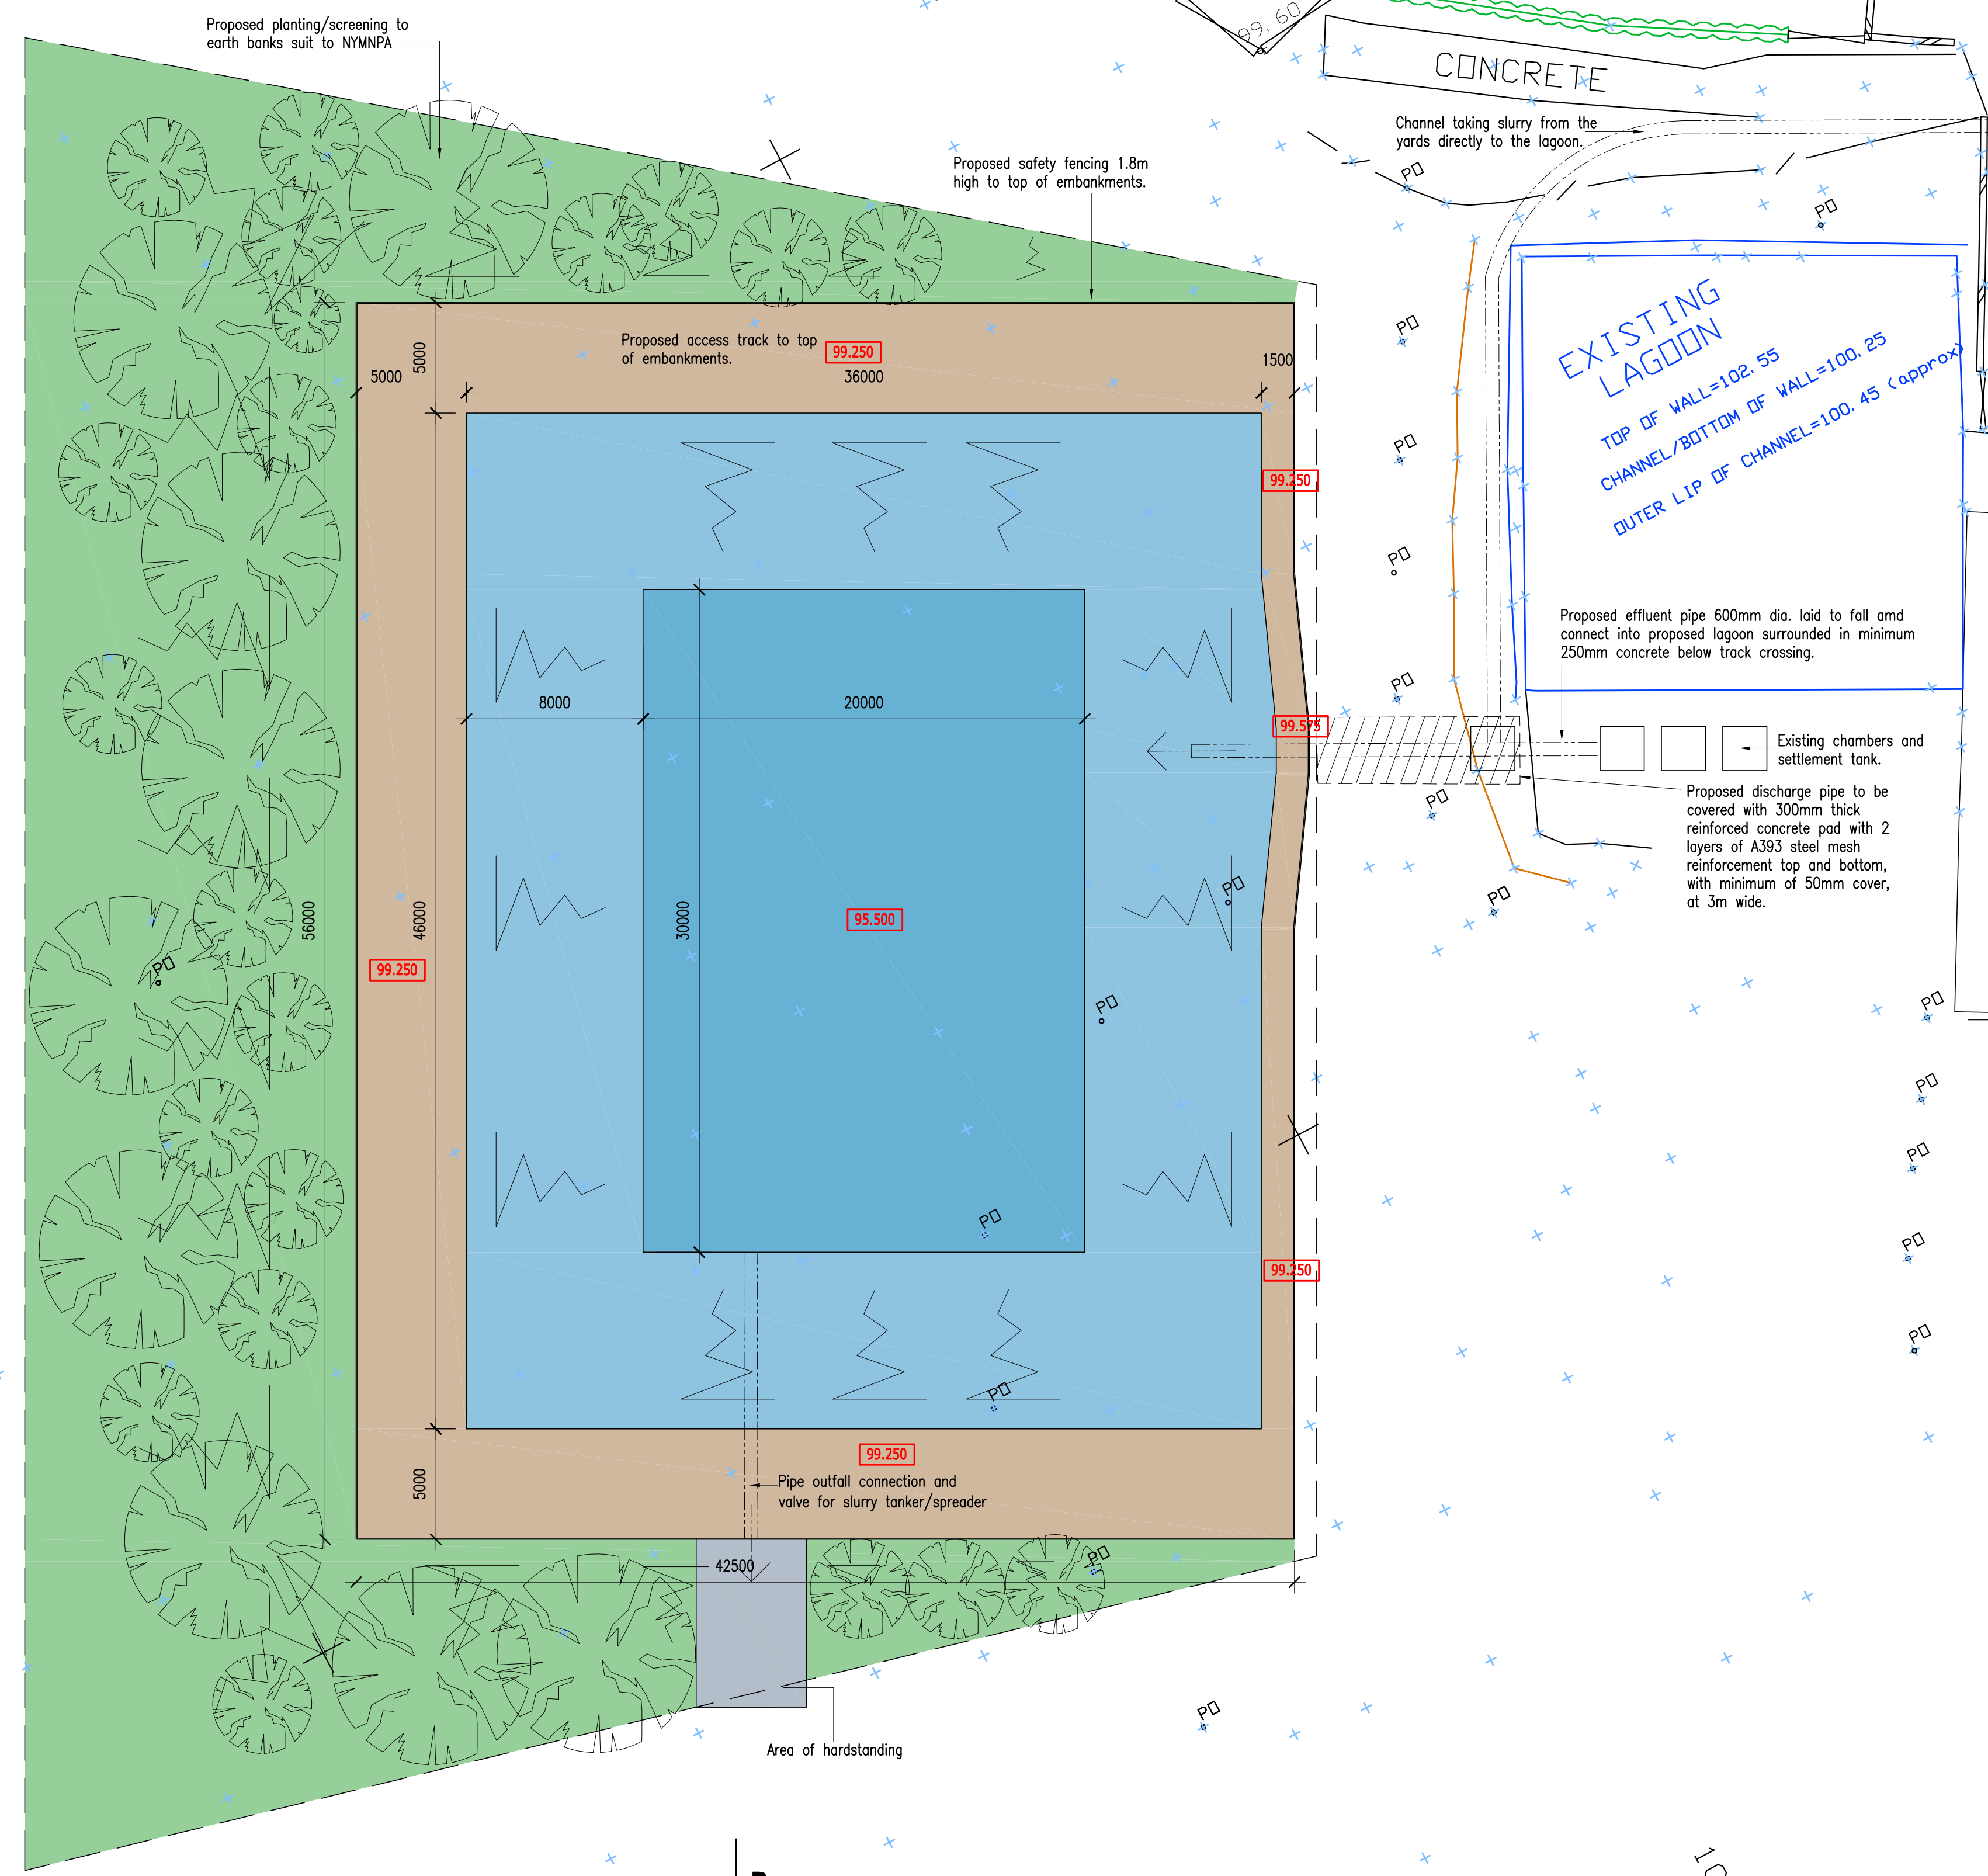 Proposed planting/screening to
earth banks suit to NYMNPA
99.60
CONCRETE
Channel taking slurry from the
yards directly to the lagoon.
PO
PO
Proposed safety fencing 1.8m
high to top of embankments.
EXISTING
LAGOON
TOP OF WALL=102.55
CHANNEL/BOTTOM OF WALL=100.25
OUTER LIP OF CHANNEL=100.45 (approx)
Proposed access track to top
of embankments.
99.250
5000
5000
36000
1500
PO
PO
99.250
PO
Proposed effluent pipe 600mm dia. laid to fall amd
connect into proposed lagoon surrounded in minimum
250mm concrete below track crossing.
PO
8000
20000
99.575
Existing chambers and
settlement tank.
Proposed discharge pipe to be
covered with 300mm thick
reinforced concrete pad with 2
layers of A393 steel mesh
reinforcement top and bottom,
with minimum of 50mm cover,
at 3m wide.
PO
PO
PO
56000
46000
30000
95.500
99.250
PO
PO
PO
PO
PO
PO
PO
99.250
PO
PO
99.250
5000
Pipe outfall connection and
valve for slurry tanker/spreader
42500
PO
PO
Area of hardstanding